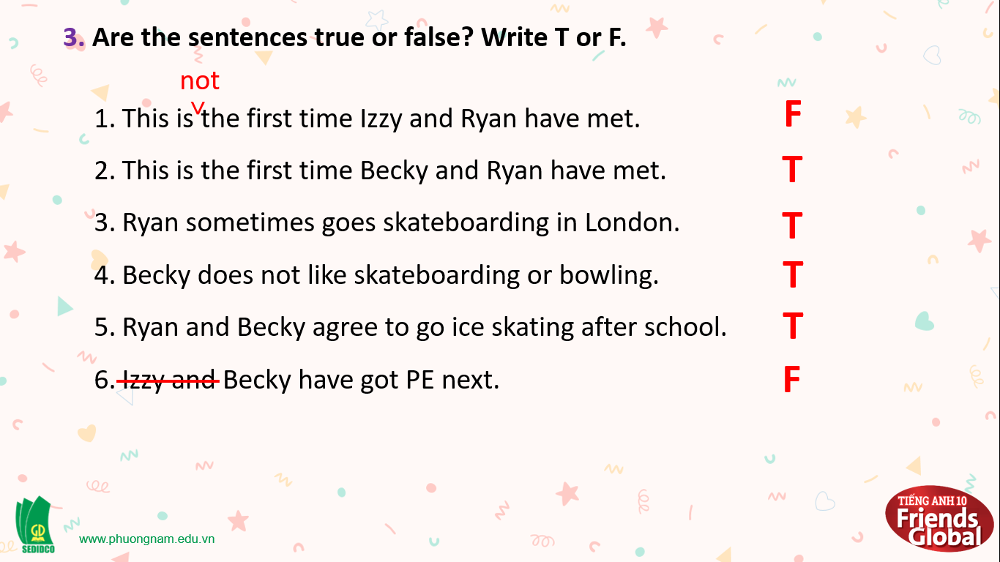 3. Are the sentences true or false? Write T or F.
not
˅
1. This is the first time Izzy and Ryan have met. F
2. This is the first time Becky and Ryan have met. T
3. Ryan sometimes goes skateboarding in London. T
4. Becky does not like skateboarding or bowling. T
5. Ryan and Becky agree to go ice skating after school. T
6. Izzy and Becky have got PE next. F
GD
SEDIDCO
www.phuongnam.edu.vn
TIẾNG ANH 10
Friends
Global